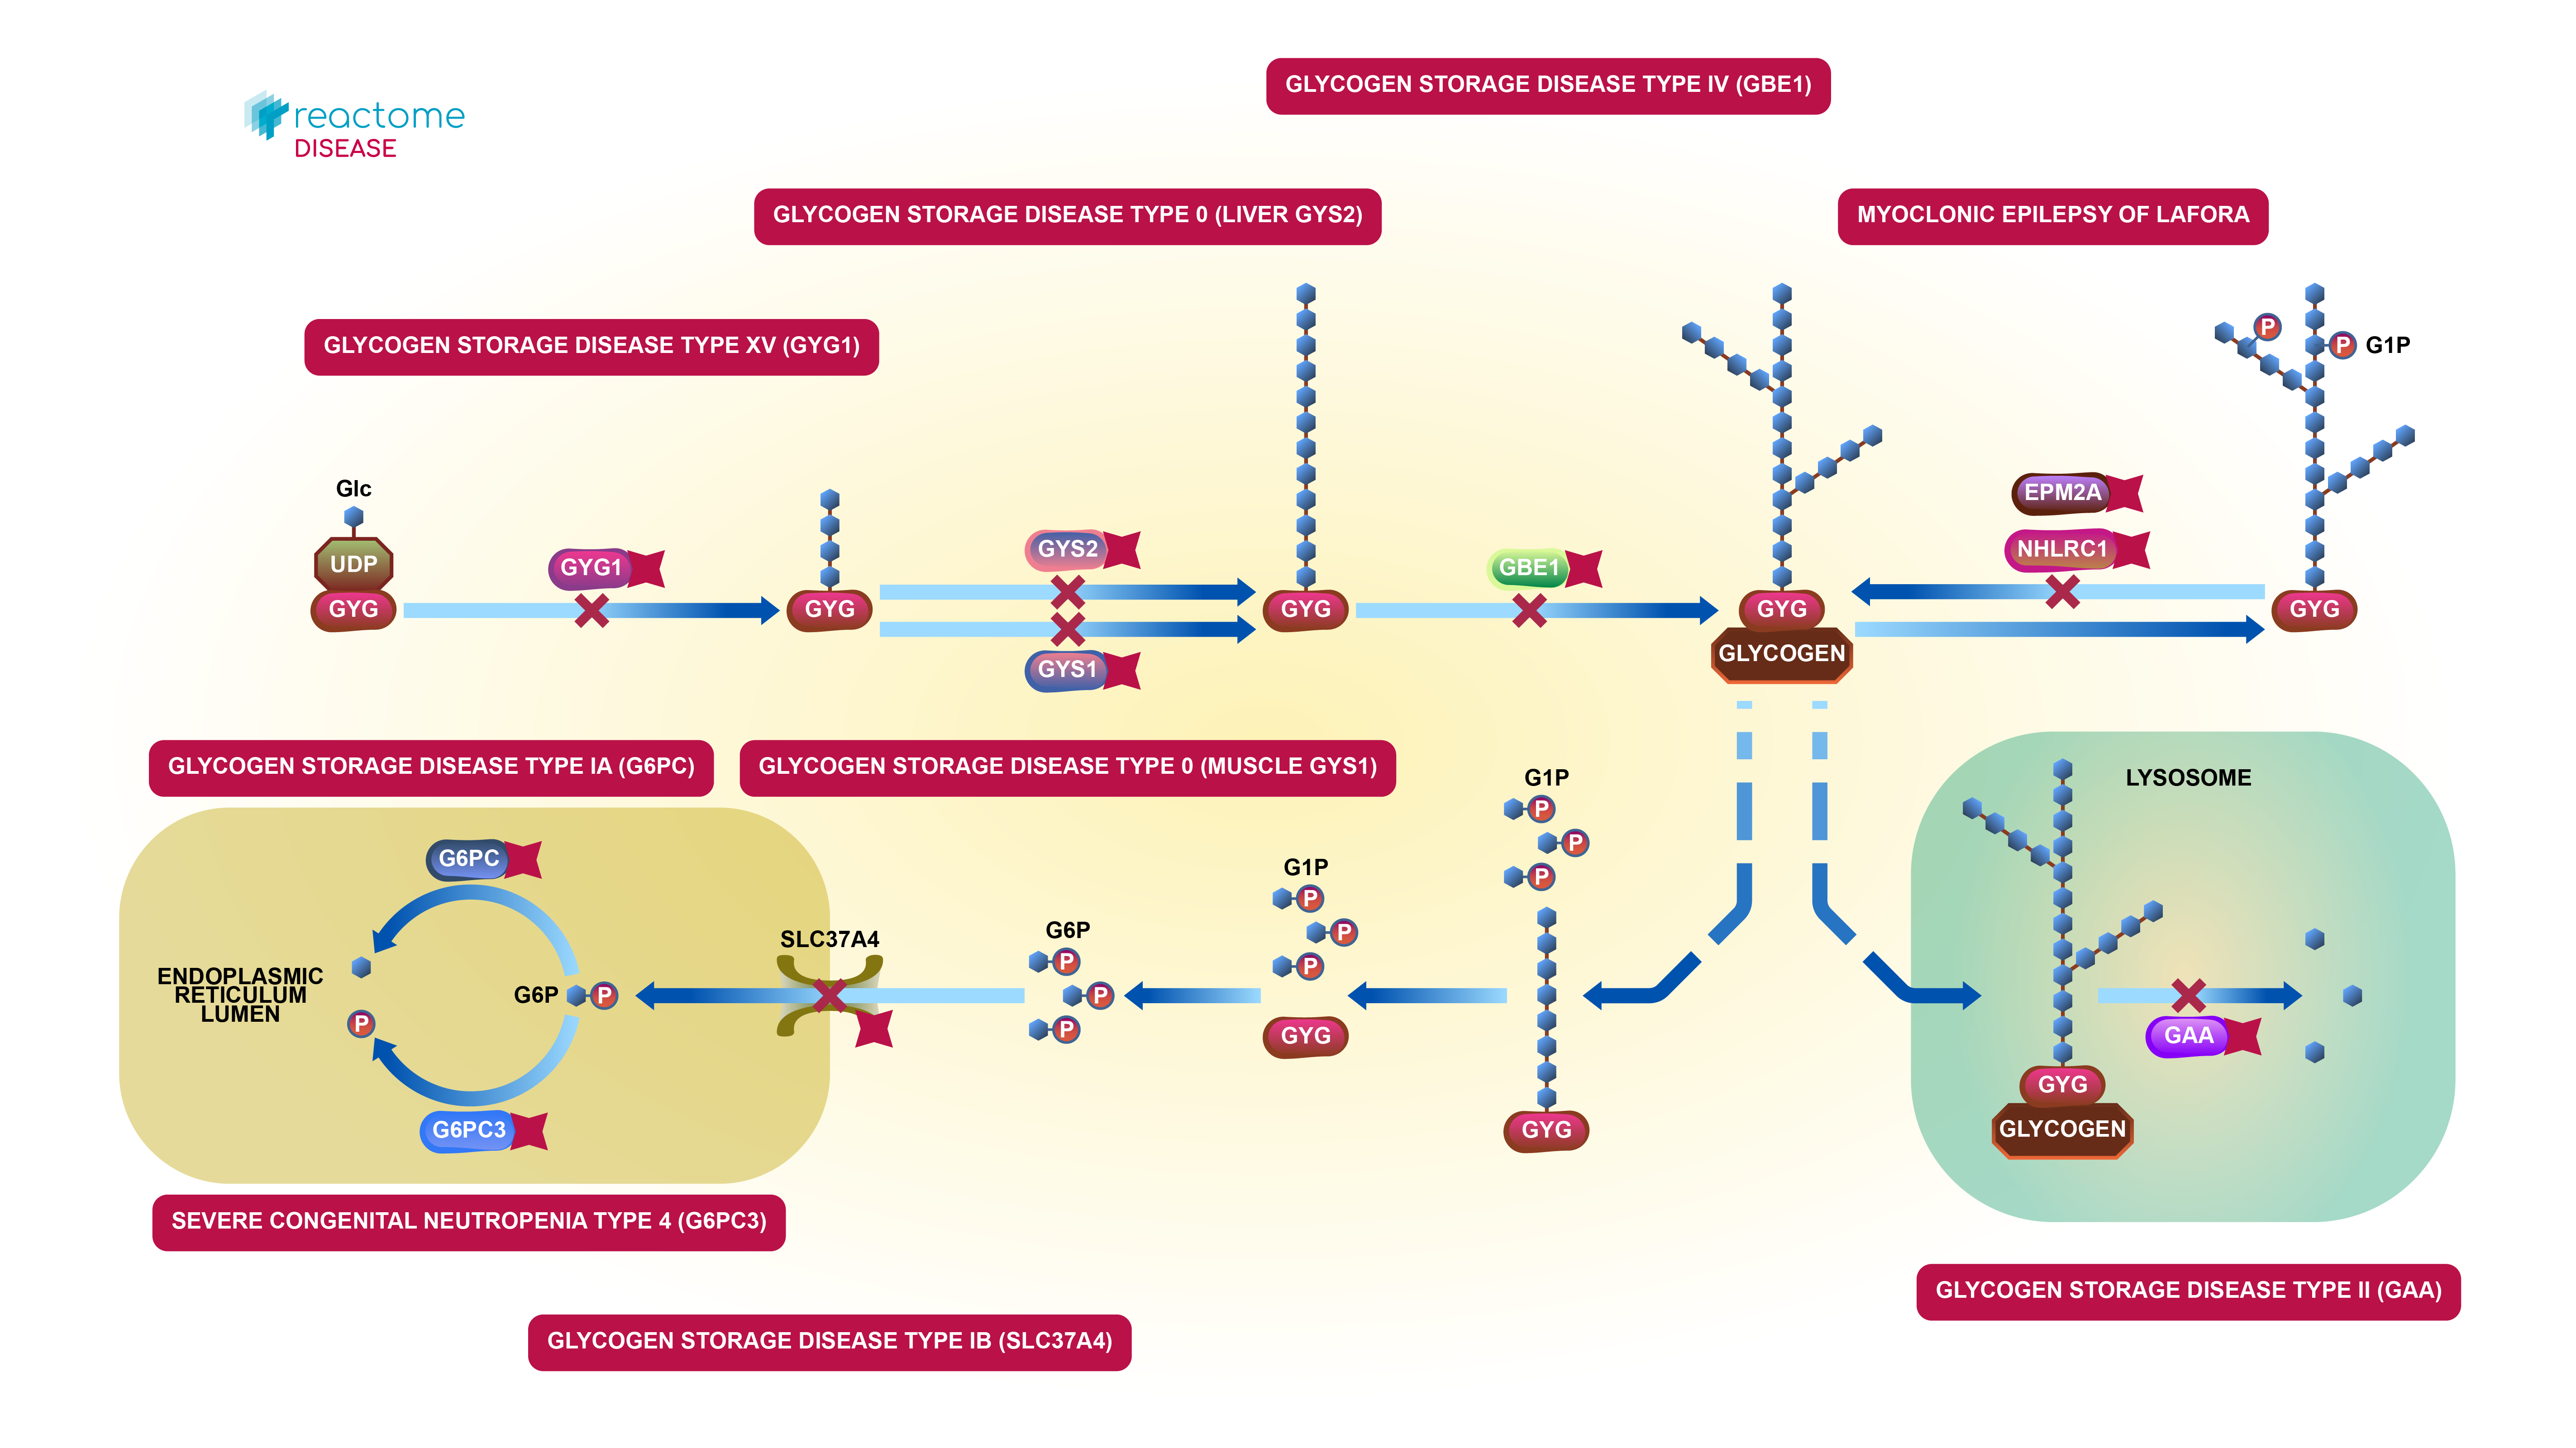 reactome
DISEASE
GLYCOGEN STORAGE DISEASE TYPE IV (GBE1)
GLYCOGEN STORAGE DISEASE TYPE 0 (LIVER GYS2)
MYOCLONIC EPILEPSY OF LAFORA
GLYCOGEN STORAGE DISEASE TYPE XV (GYG1)
P
P
G1P
Glc
UDP
GYG
GYG1
GYG
GYS2
GYS1
GYG
GBE1
GYG
GLYCOGEN
EPM2A
NHLRC1
GYG
GLYCOGEN STORAGE DISEASE TYPE IA (G6PC)
GLYCOGEN STORAGE DISEASE TYPE 0 (MUSCLE GYS1)
G6PC
ENDOPLASMIC
RETICULUM
LUMEN
P
G6P
P
G6PC3
SLC37A4
G6P
P
P
P
G1P
P
P
P
GYG
G1P
P
P
P
GYG
LYSOSOME
GAA
GYG
GLYCOGEN
SEVERE CONGENITAL NEUTROPENIA TYPE 4 (G6PC3)
GLYCOGEN STORAGE DISEASE TYPE II (GAA)
GLYCOGEN STORAGE DISEASE TYPE IB (SLC37A4)